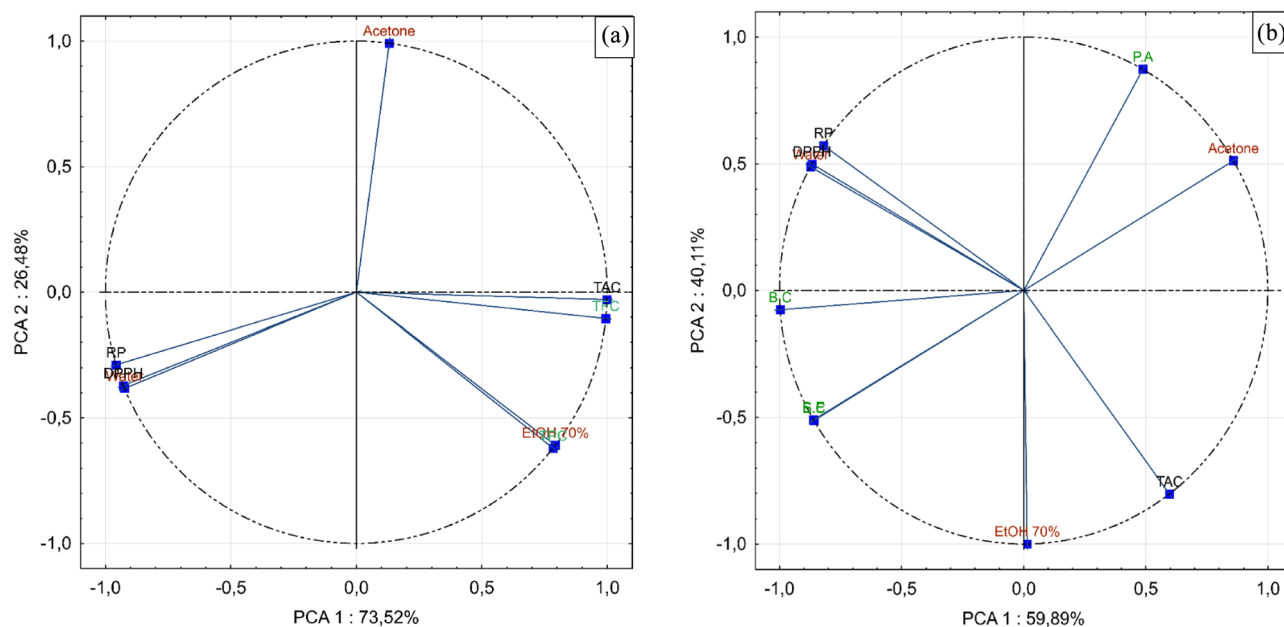 (a)
1,0
0,5
0,0
-0,5
-1,0
PCA 2 : 26,48%
Acetone
TAC
RP
DPPH
Water
EtOH 70%
-1,0 -0,5 0,0 0,5 1,0
PCA 1 : 73,52%
(b)
1,0
0,5
0,0
-0,5
-1,0
PCA 2 : 40,11%
P.A
RP
DPPH
Water
Acetone
B.C
TAC
EtOH 70%
-1,0 -0,5 0,0 0,5 1,0
PCA 1 : 59,89%